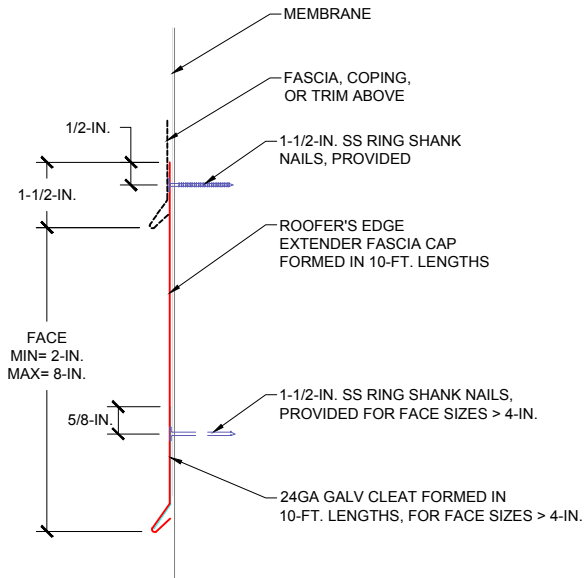 MEMBRANE
FASCIA, COPING,
OR TRIM ABOVE
1/2-IN.
1-1/2-IN. SS RING SHANK
NAILS, PROVIDED
1-1/2-IN.
ROOFER'S EDGE
EXTENDER FASCIA CAP
FORMED IN 10-FT. LENGTHS
FACE
MIN= 2-IN.
MAX= 8-IN.
5/8-IN.
1-1/2-IN. SS RING SHANK NAILS,
PROVIDED FOR FACE SIZES > 4-IN.
24GA GALV CLEAT FORMED IN
10-FT. LENGTHS, FOR FACE SIZES > 4-IN.